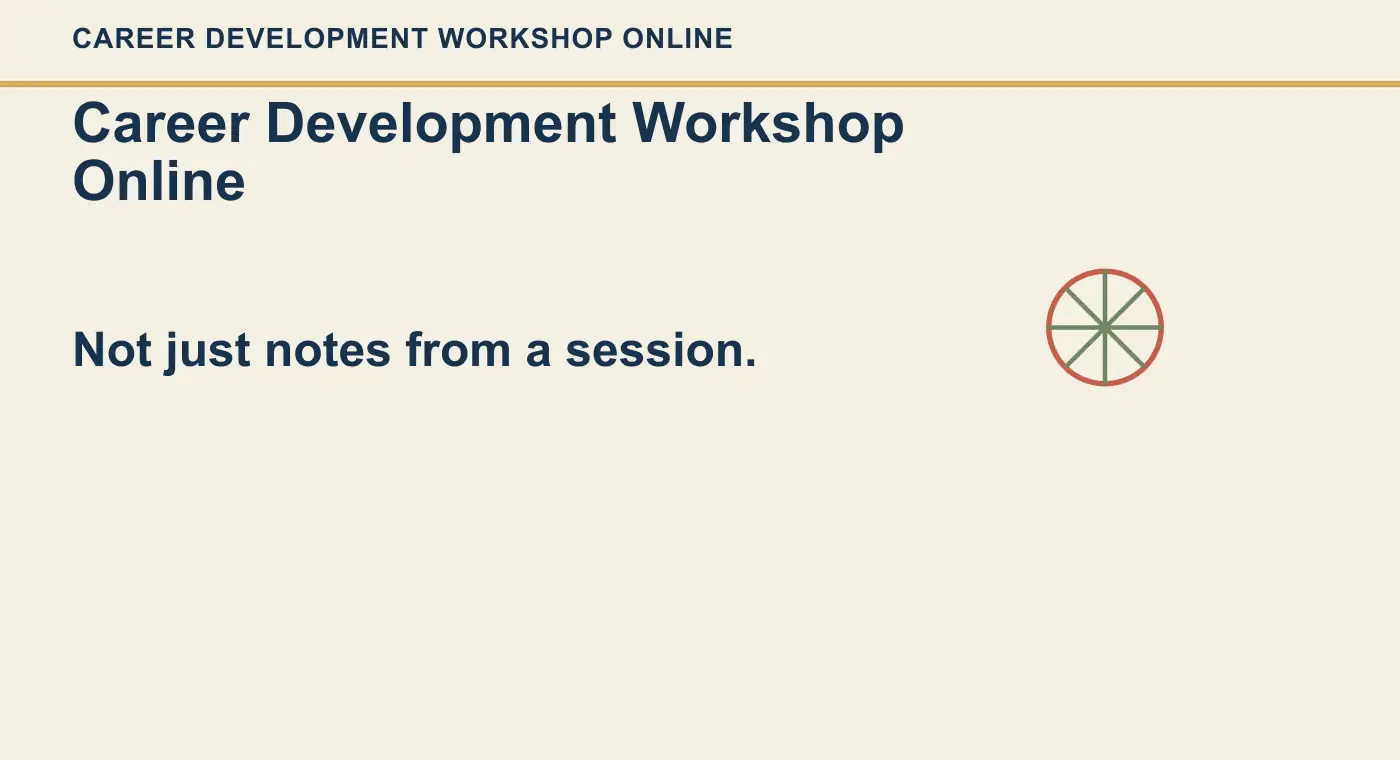 CAREER DEVELOPMENT WORKSHOP ONLINE
Career Development Workshop
Online
Not just notes from a session.